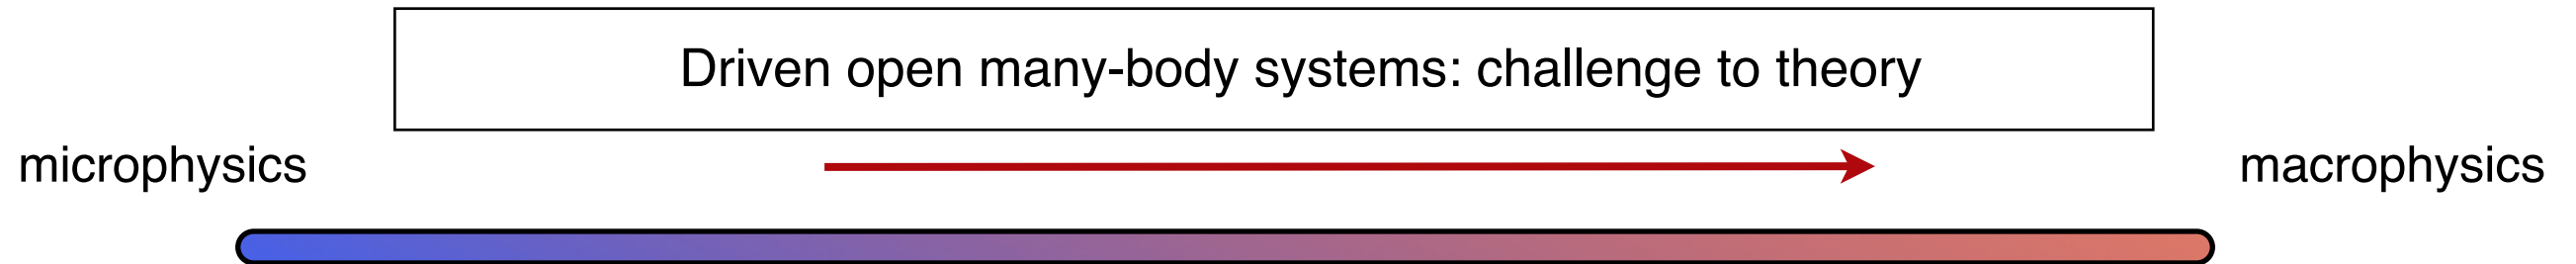 Driven open many-body systems: challenge to theory
microphysics
macrophysics